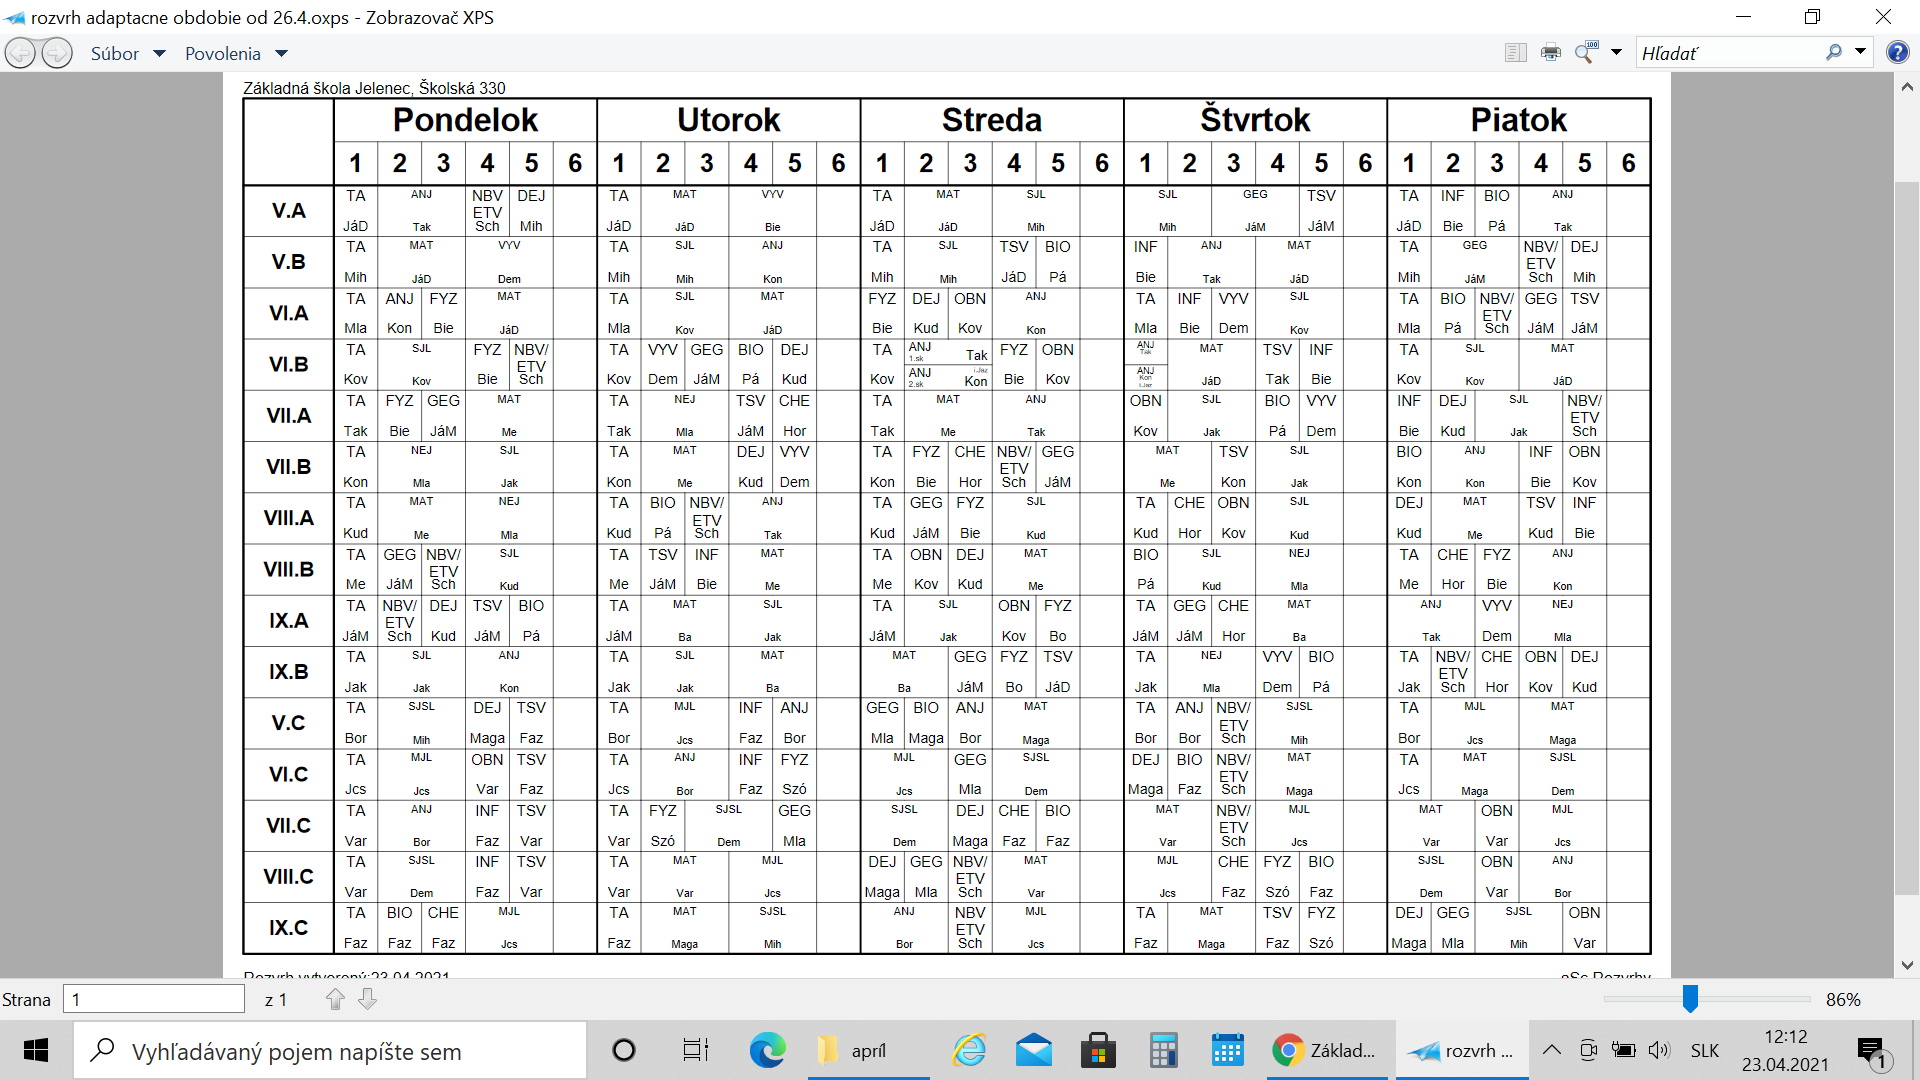 rozvrh adaptacne obdobie od 26.4.oxps - Zobrazovač XPS
Súbor Povolenia Hľadať
Základná škola Jelenec, Školská 330
Pondelok Utorok Streda Štvrtok Piatok
1 2 3 4 5 6 1 2 3 4 5 6 1 2 3 4 5 6 1 2 3 4 5 6 1 2 3 4 5 6
V.A TA JáD ANJ Tak NBV ETV Sch DEJ Mih TA JáD MAT JáD VYV Bie TA JáD MAT JáD SJL Mih SJL Mih GEG JáM TSV JáM TA JáD INF Bie BIO Pá ANJ Tak
V.B TA Mih MAT JáD VYV Dem TA Mih SJL Mih ANJ Kon TA Mih SJL Mih TSV JáD BIO Pá INF Bie ANJ Tak MAT JáD TA Mih GEG JáM NBV/ ETV Sch DEJ Mih
VI.A TA Mla ANJ Kon FYZ Bie MAT JáD TA Mla SJL Kov MAT JáD FYZ Bie DEJ Kud OBN Kov ANJ Kon TA Mla INF Bie VYV Dem SJL Kov TA Mla BIO Pá NBV/ ETV Sch GEG JáM TSV JáM
VI.B TA Kov SJL Kov FYZ Bie NBV/ ETV Sch TA Kov VYV Dem GEG JáM BIO Pá DEJ Kud TA Kov ANJ 1.sk Tak ANJ 2.sk i-Jaz Kon FYZ Bie OBN Kov ANJ Tak ANJ Kon i-Jaz MAT JáD TSV Tak INF Bie TA Kov SJL Kov MAT JáD
VII.A TA Tak FYZ Bie GEG JáM MAT Me TA Tak NEJ Mla TSV JáM CHE Hor TA Tak MAT Me ANJ Tak OBN Kov SJL Jak BIO Pá VYV Dem INF Bie DEJ Kud SJL Jak NBV/ ETV Sch
VII.B TA Kon NEJ Mla SJL Jak TA Kon MAT Me DEJ Kud VYV Dem TA Kon FYZ Bie CHE Hor NBV/ ETV Sch GEG JáM MAT Me TSV Kon SJL Jak BIO Kon ANJ Kon INF Bie OBN Kov
VIII.A TA Kud MAT Me NEJ Mla TA Kud BIO Pá NBV/ ETV Sch ANJ Tak TA Kud GEG JáM FYZ Bie SJL Kud TA Kud CHE Hor OBN Kov SJL Kud DEJ Kud MAT Me TSV Kud INF Bie
VIII.B TA Me GEG JáM NBV/ ETV Sch SJL Kud TA Me TSV JáM INF Bie MAT Me TA Me OBN Kov DEJ Kud MAT Me BIO Pá SJL Kud NEJ Mla TA Me CHE Hor FYZ Bie ANJ Kon
IX.A TA JáM NBV/ ETV Sch DEJ Kud TSV JáM BIO Pá TA JáM MAT Ba SJL Jak TA JáM SJL Jak OBN Kov FYZ Bo TA JáM GEG JáM CHE Hor MAT Ba ANJ Tak VYV Dem NEJ Mla
IX.B TA Jak SJL Jak ANJ Kon TA Jak SJL Jak MAT Ba MAT Ba GEG JáM FYZ Bo TSV JáD TA Jak NEJ Mla VYV Dem BIO Pá TA Jak NBV/ ETV Sch CHE Hor OBN Kov DEJ Kud
V.C TA Bor SJSL Mih DEJ Maga TSV Faz TA Bor MJL Jcs INF Faz ANJ Bor GEG Mla BIO Maga ANJ Bor MAT Maga TA Bor ANJ Bor NBV/ ETV Sch SJSL Mih TA Bor MJL Jcs MAT Maga
VI.C TA Jcs MJL Jcs OBN Var TSV Faz TA Jcs ANJ Bor INF Faz FYZ Szó MJL Jcs GEG Mla SJSL Dem DEJ Maga BIO Faz NBV/ ETV Sch MAT Maga TA Jcs MAT Maga SJSL Dem
VII.C TA Var ANJ Bor INF Faz TSV Var TA Var FYZ Szó SJSL Dem GEG Mla SJSL Dem DEJ Maga CHE Faz BIO Faz MAT Var NBV/ ETV Sch MJL Jcs MAT Var OBN Var MJL Jcs
VIII.C TA Var SJSL Dem INF Faz TSV Var TA Var MAT Var MJL Jcs DEJ Maga GEG Mla NBV/ ETV Sch MAT Var MJL Jcs CHE Faz FYZ Szó BIO Faz SJSL Dem OBN Var ANJ Bor
IX.C TA Faz BIO Faz CHE Faz MJL Jcs TA Faz MAT Maga SJSL Mih ANJ Bor NBV ETV Sch MJL Jcs TA Faz MAT Maga TSV Faz FYZ Szó DEJ Maga GEG Mla SJSL Mih OBN Var
Rozvrh vytvorený:23.04.2021 aSc Rozvrhy
Strana 1 z 1 86%
Vyhľadávaný pojem napíšte sem apríl Základ... rozvrh ... SLK 12:12
23.04.2021 1